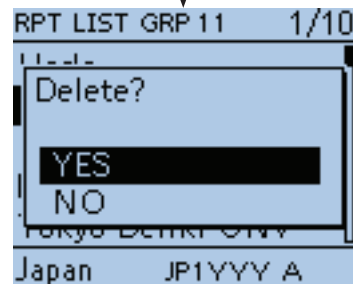 RPT LIST GRP 11 1/10
Delete?
YES
NO
Japan JP1YYY A